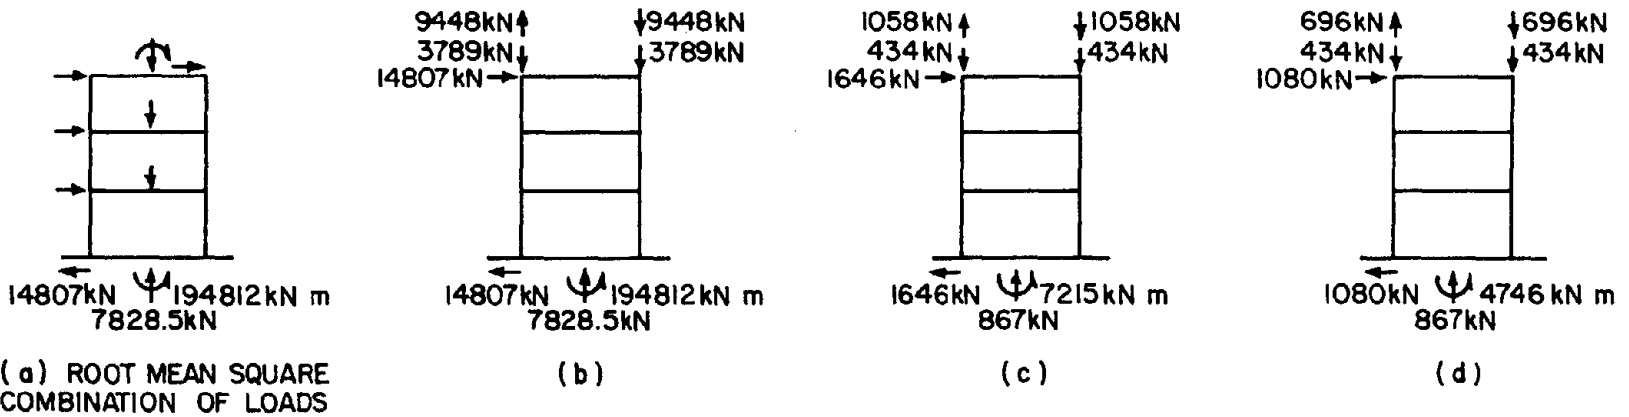 9448kN 9448kN 1058kN 1058kN 696kN 696kN
3789kN 3789kN 434kN 434kN 434kN 434kN
14807kN 1646kN 1080kN
14807kN 194812kN m 14807kN 194812kN m 1646kN 7215kN m 1080kN 4746kN m
7828.5kN 7828.5kN 867kN 867kN
(a) ROOT MEAN SQUARE (b) (c) (d)
COMBINATION OF LOADS